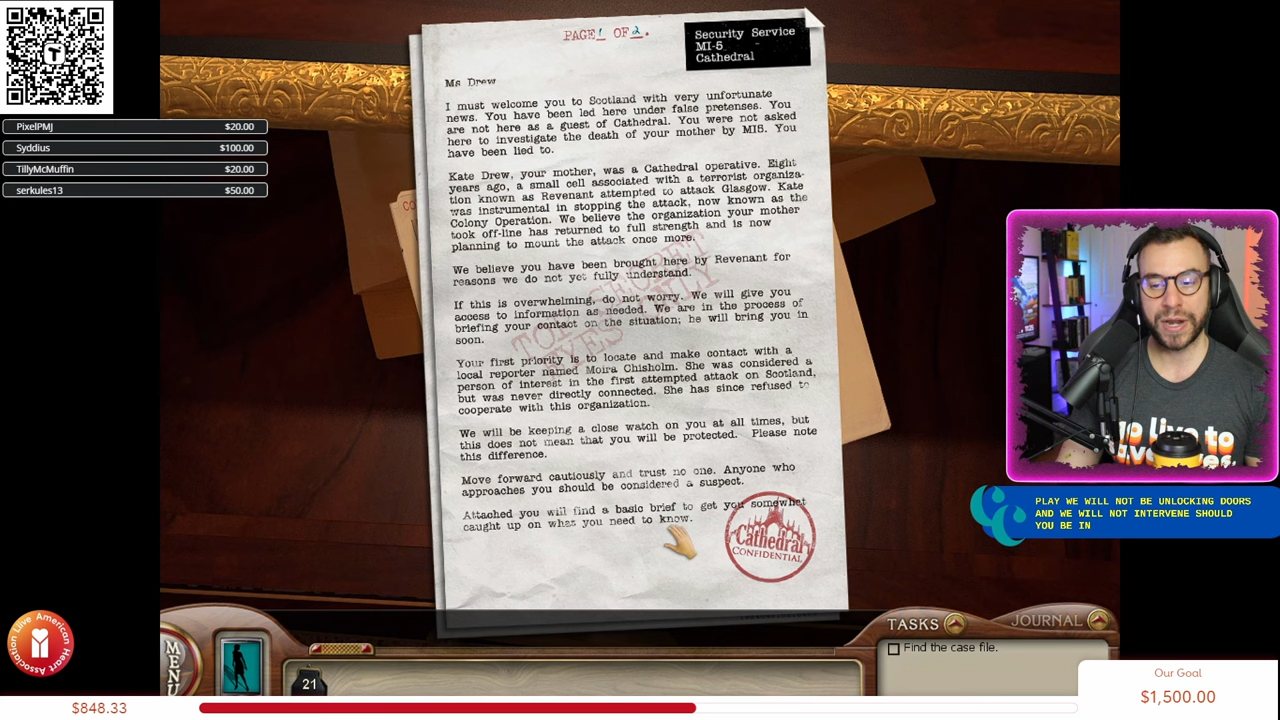 PixelPMJ $20.00
Syddius $100.00
TillyMcMuffin $20.00
serkules13 $50.00
PAGE 1 OF 2.
Security Service
MI-5
Cathedral
Ms Drew
I must welcome you to Scotland with very unfortunate
news. You have been led here under false pretenses. You
are not here as a guest of Cathedral. You were not asked
here to investigate the death of your mother by MI5. You
have been lied to.
Kate Drew, your mother, was a Cathedral operative. Eight
years ago, a small cell associated with a terrorist organiza-
tion known as Revenant attempted to attack Glasgow. Kate
was instrumental in stopping the attack, now known as the
Colony Operation. We believe the organization your mother
took off-line has returned to full strength and is now
planning to mount the attack once more.
We believe you have been brought here by Revenant for
reasons we do not yet fully understand.
If this is overwhelming, do not worry. We will give you
access to information as needed. We are in the process of
briefing your contact on the situation; he will bring you in
soon.
Your first priority is to locate and make contact with a
local reporter named Moira Chisholm. She was considered a
person of interest in the first attempted attack on Scotland,
but was never directly connected. She has since refused to
cooperate with this organization.
We will be keeping a close watch on you at all times, but
this does not mean that you will be protected. Please note
this difference.
Move forward cautiously and trust no one. Anyone who
approaches you should be considered a suspect.
Attached you will find a basic brief to get you somewhat
caught up on what you need to know.
TOP SECRET
EYES ONLY
Cathedral
CONFIDENTIAL
PLAY WE WILL NOT BE UNLOCKING DOORS
AND WE WILL NOT INTERVENE SHOULD
YOU BE IN
American Heart Association Live
MENU
21
TASKS
JOURNAL
Find the case file.
$848.33
Our Goal
$1,500.00